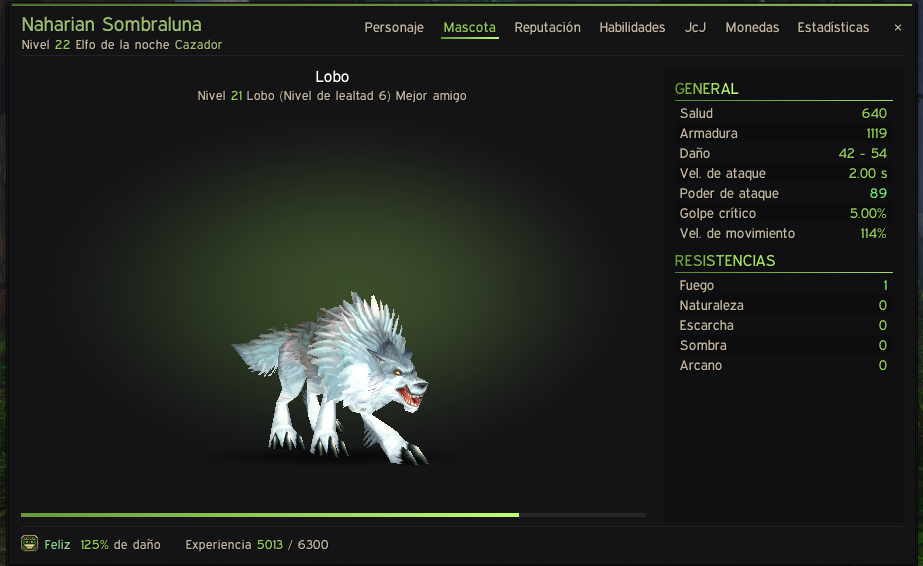 Naharian Sombraluna
Nivel 22 Elfo de la noche Cazador
Personaje Mascota Reputación Habilidades JcJ Monedas Estadísticas ×
Lobo
Nivel 21 Lobo (Nivel de lealtad 6) Mejor amigo
GENERAL
Salud 640
Armadura 1119
Daño 42 - 54
Vel. de ataque 2.00 s
Poder de ataque 89
Golpe crítico 5.00%
Vel. de movimiento 114%
RESISTENCIAS
Fuego 1
Naturaleza 0
Escarcha 0
Sombra 0
Arcano 0
Feliz 125% de daño Experiencia 5013 / 6300